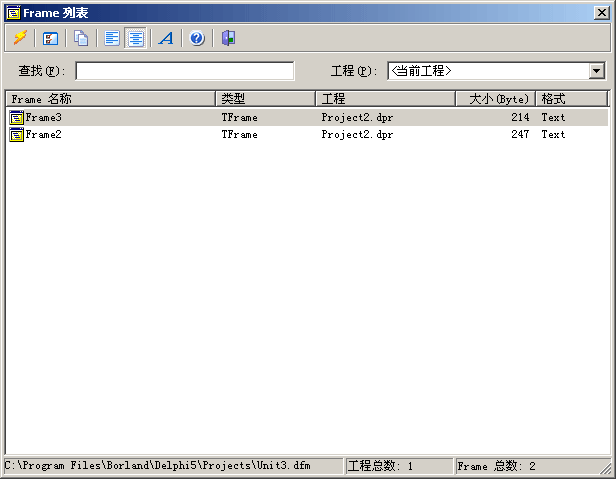 Frame 列表
查找(F):
工程(P): <当前工程>
Frame 名称 类型 工程 大小(Byte) 格式
Frame3 TFrame Project2.dpr 214 Text
Frame2 TFrame Project2.dpr 247 Text
C:\Program Files\Borland\Delphi5\Projects\Unit3.dfm 工程总数: 1 Frame 总数: 2